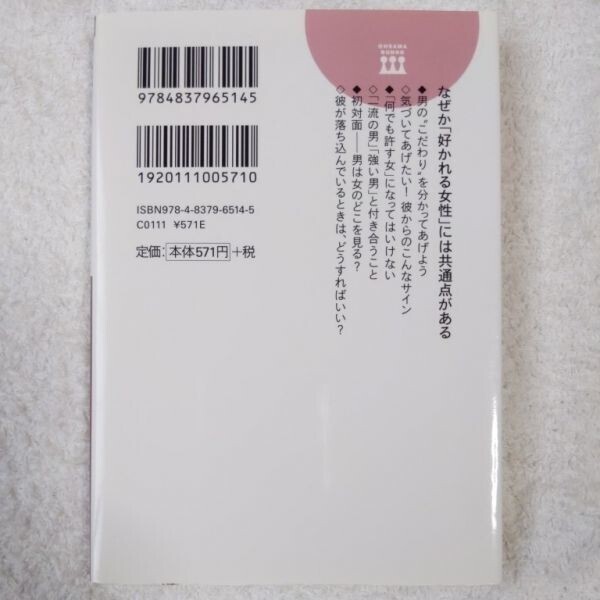 OHSAMA
BUNKO
なぜか「好かれる女性」には共通点がある
◆男の“こだわり”を分かってあげよう
◇気づいてあげたい！ 彼からのこんなサイン
◆「何でも許す女」になってはいけない
◇「一流の男」「強い男」と付き合うこと
◆初対面――男は女のどこを見る？
◇彼が落ち込んでいるときは、どうすればいい？
9784837965145
1920111005710
ISBN978-4-8379-6514-5
C0111 ¥571E
定価：本体571円+税